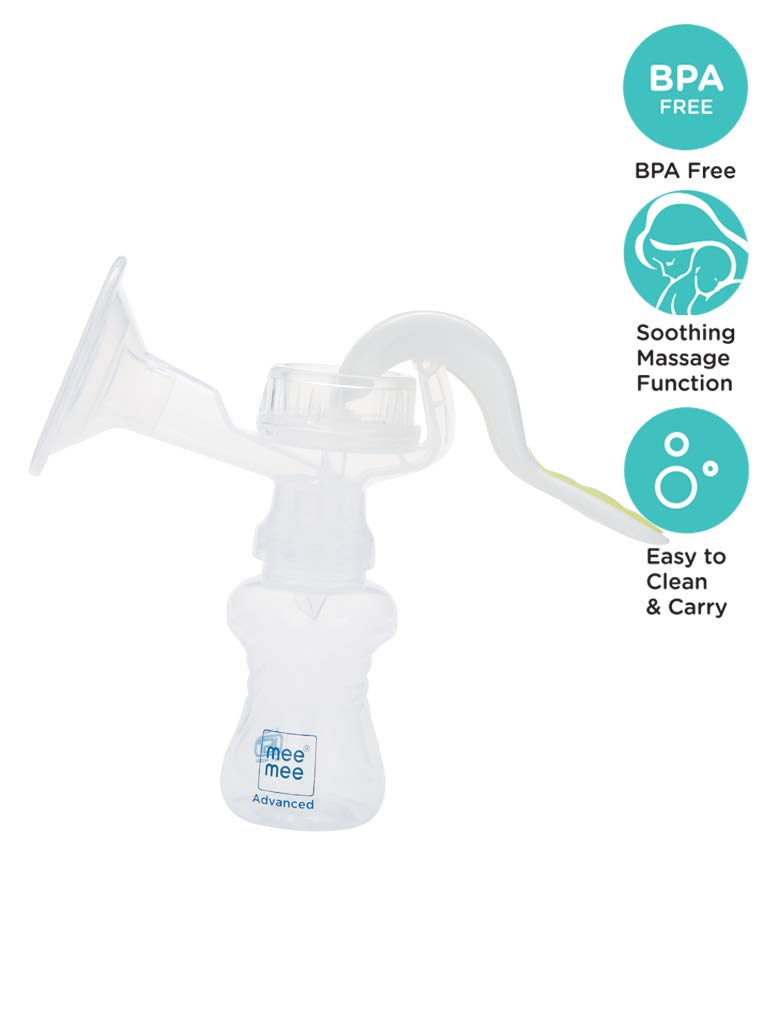 BPA
FREE
BPA Free
Soothing
Massage
Function
Easy to
Clean
& Carry
mee®
mee
Advanced